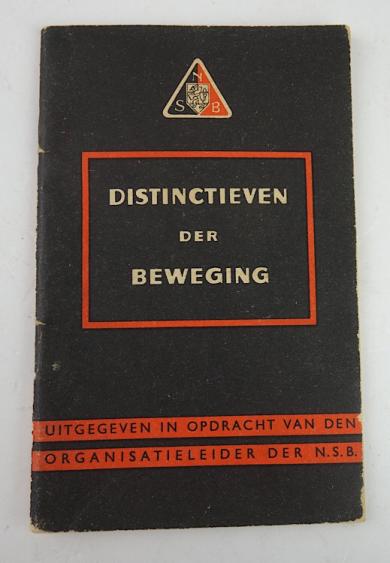 N
S B
DISTINCTIEVEN
DER
BEWEGING
UITGEGEVEN IN OPDRACHT VAN DEN
ORGANISATIELEIDER DER N.S.B.